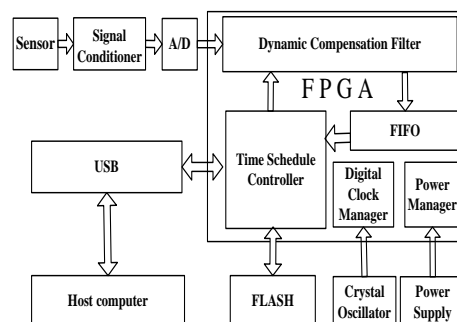 Sensor
Signal
Conditioner
A/D
Dynamic Compensation Filter
F P G A
FIFO
USB
Time Schedule
Controller
Digital
Clock
Manager
Power
Manager
Host computer
FLASH
Crystal
Oscillator
Power
Supply